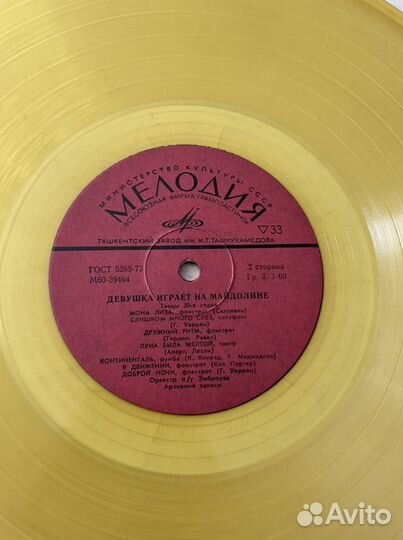 МИНИСТЕРСТВО КУЛЬТУРЫ СССР
МЕЛОДИЯ
ВСЕСОЮЗНАЯ ФИРМА ГРАМПЛАСТИНОК
▽33
ТАШКЕНТСКИЙ ЗАВОД ИМ М.Т.ТАШМУХАМЕДОВА
ГОСТ 5289-73
М60-39464
2 сторона
Гр. 3. 1-60
ДЕВУШКА ИГРАЕТ НА МАНДОЛИНЕ
Танцы 30-х годов
МОНА ЛИЗА, фокстрот (Салливен)
СЛИШКОМ МНОГО СЛЕЗ, слоуфокс
(Г. Уоррен)
ДРУЖНЫЙ РИТМ, фокстрот
(Гордон, Ревел)
ЛУНА БЫЛА ЖЕЛТОЙ, танго
(Алерт, Лесли)
КОНТИНЕНТАЛЬ, румба (К. Конрад, Г. Мэджидсон)
В ДВИЖЕНИИ, фокстрот (Кол Портер)
ДОБРОЙ НОЧИ, фокстрот (Г. Уоррен)
Оркестр п/у Эмброуза
Архивные записи
Avito